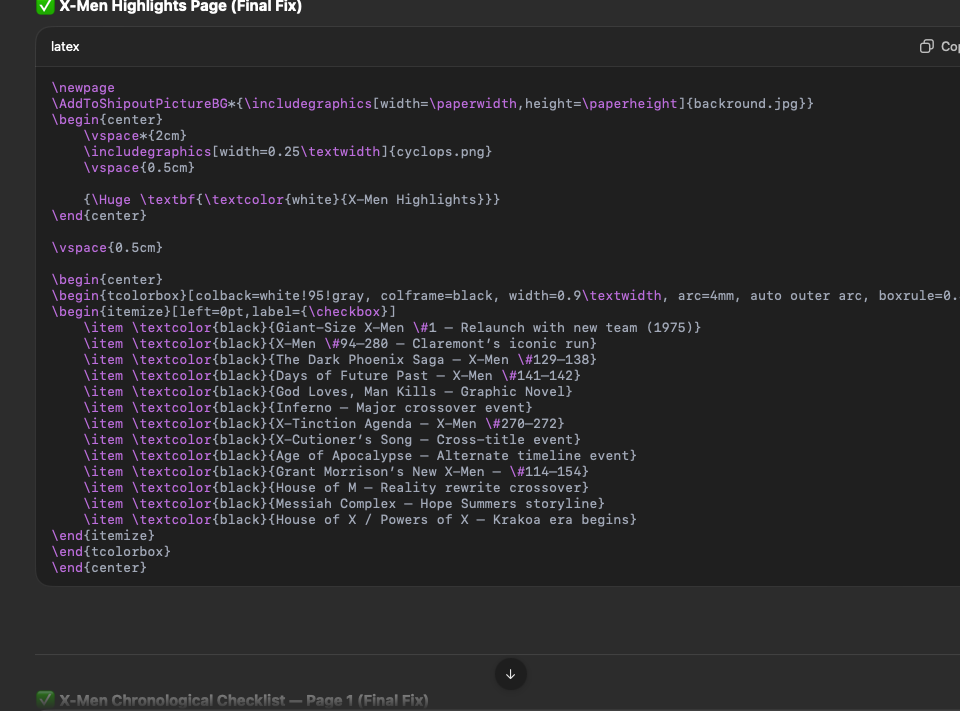 ✅ X-Men Highlights Page (Final Fix)
latex
Cop
\newpage
\AddToShipoutPictureBG*{\includegraphics[width=\paperwidth,height=\paperheight]{backround.jpg}}
\begin{center}
    \vspace*{2cm}
    \includegraphics[width=0.25\textwidth]{cyclops.png}
    \vspace{0.5cm}

    {\Huge \textbf{\textcolor{white}{X-Men Highlights}}}
\end{center}

\vspace{0.5cm}

\begin{center}
\begin{tcolorbox}[colback=white!95!gray, colframe=black, width=0.9\textwidth, arc=4mm, auto outer arc, boxrule=0.
\begin{itemize}[left=0pt,label={\checkbox}]
    \item \textcolor{black}{Giant-Size X-Men \#1 – Relaunch with new team (1975)}
    \item \textcolor{black}{X-Men \#94–280 – Claremont’s iconic run}
    \item \textcolor{black}{The Dark Phoenix Saga – X-Men \#129–138}
    \item \textcolor{black}{Days of Future Past – X-Men \#141–142}
    \item \textcolor{black}{God Loves, Man Kills – Graphic Novel}
    \item \textcolor{black}{Inferno – Major crossover event}
    \item \textcolor{black}{X-Tinction Agenda – X-Men \#270–272}
    \item \textcolor{black}{X-Cutioner’s Song – Cross-title event}
    \item \textcolor{black}{Age of Apocalypse – Alternate timeline event}
    \item \textcolor{black}{Grant Morrison’s New X-Men – \#114–154}
    \item \textcolor{black}{House of M – Reality rewrite crossover}
    \item \textcolor{black}{Messiah Complex – Hope Summers storyline}
    \item \textcolor{black}{House of X / Powers of X – Krakoa era begins}
\end{itemize}
\end{tcolorbox}
\end{center}
✅ X-Men Chronological Checklist — Page 1 (Final Fix)